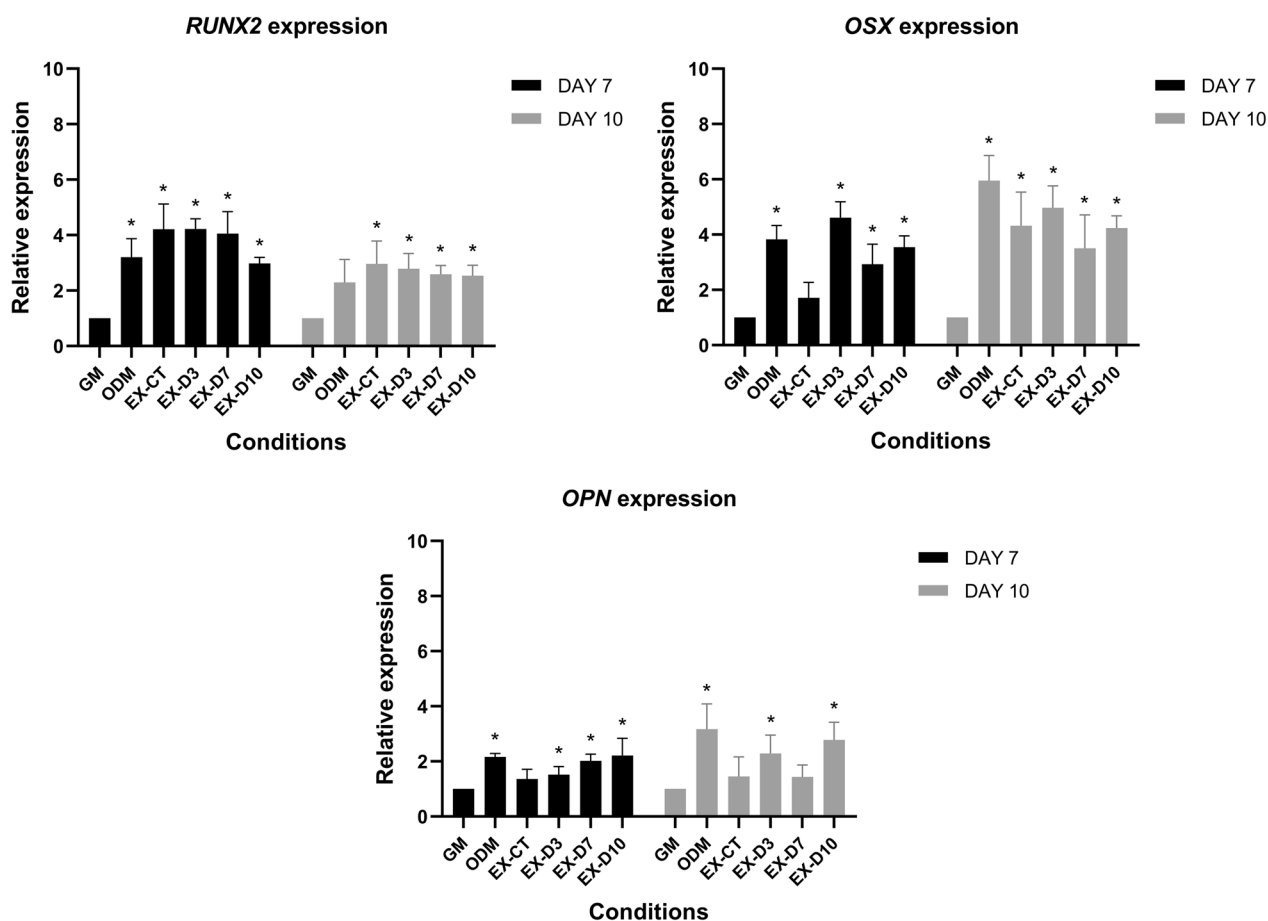 RUNX2 expression
Relative expression
10
8
6
4
2
0
* * * * * * * * *
GM ODM EX-CT EX-D3 EX-D7 EX-D10 GM ODM EX-CT EX-D3 EX-D7 EX-D10
Conditions
DAY 7
DAY 10
OSX expression
Relative expression
10
8
6
4
2
0
* * * * * * * * *
GM ODM EX-CT EX-D3 EX-D7 EX-D10 GM ODM EX-CT EX-D3 EX-D7 EX-D10
Conditions
DAY 7
DAY 10
OPN expression
Relative expression
10
8
6
4
2
0
* * * * * * *
GM ODM EX-CT EX-D3 EX-D7 EX-D10 GM ODM EX-CT EX-D3 EX-D7 EX-D10
Conditions
DAY 7
DAY 10